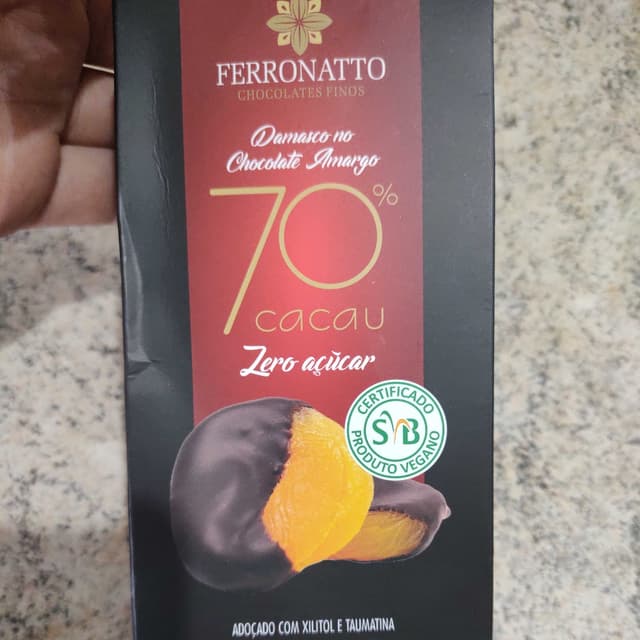 FERRONATTO
CHOCOLATES FINOS
Damasco no
Chocolate Amargo
70%
cacau
Zero açúcar
CERTIFICADO
SVB
PRODUTO VEGANO
ADOÇADO COM XILITOL E TAUMATINA